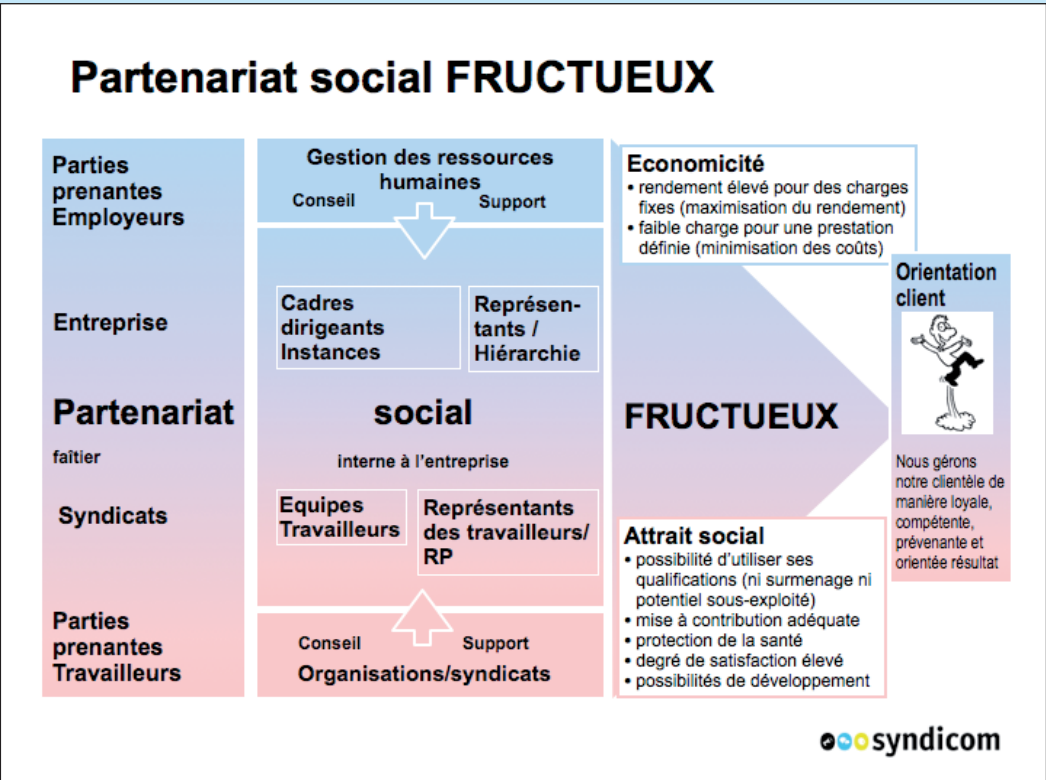 Partenariat social FRUCTUEUX
Parties
prenantes
Employeurs
Entreprise
Partenariat
faîtier
Syndicats
Parties
prenantes
Travailleurs
Gestion des ressources
humaines
Conseil
Support
Cadres
dirigeants
Instances
Représen-
tants /
Hiérarchie
social
interne à l'entreprise
Equipes
Travailleurs
Représentants
des travailleurs/
RP
Conseil
Support
Organisations/syndicats
Economicité
• rendement élevé pour des charges
fixes (maximisation du rendement)
• faible charge pour une prestation
définie (minimisation des coûts)
FRUCTUEUX
Attrait social
• possibilité d'utiliser ses
qualifications (ni surmenage ni
potentiel sous-exploité)
• mise à contribution adéquate
• protection de la santé
• degré de satisfaction élevé
• possibilités de développement
Orientation
client
Nous gérons
notre clientèle de
manière loyale,
compétente,
prévenante et
orientée résultat
syndicom